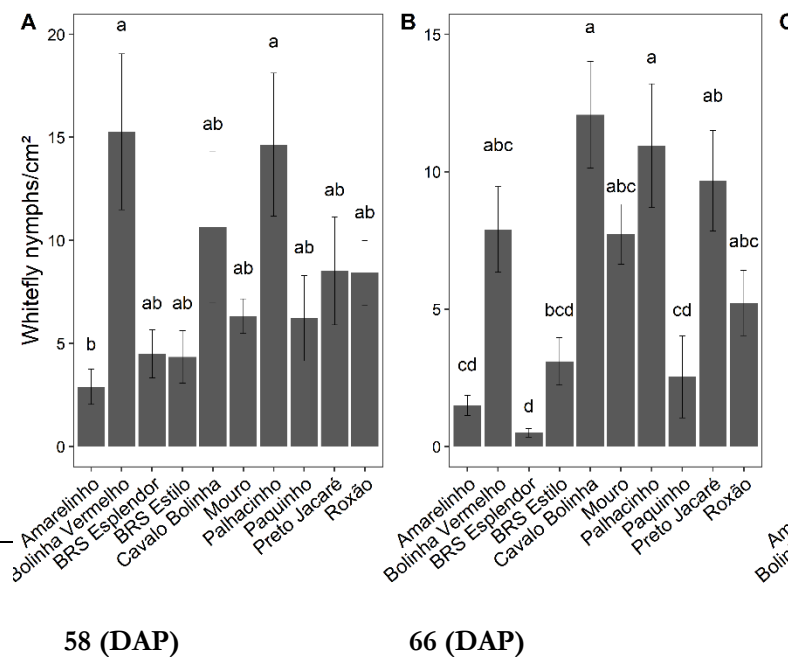 A
Whitefly nymphs/cm²
20
15
10
5
0
a
a
ab
ab
ab
ab
ab
ab
ab
b
Amarelinho
Bolinha Vermelho
BRS Esplendor
BRS Estilo
Cavalo Bolinha
Mouro
Palhacinho
Paquinho
Preto Jacaré
Roxão
58 (DAP)
B
15
10
5
0
a
a
ab
abc
abc
abc
bcd
cd
cd
d
Amarelinho
Bolinha Vermelho
BRS Esplendor
BRS Estilo
Cavalo Bolinha
Mouro
Palhacinho
Paquinho
Preto Jacaré
Roxão
66 (DAP)